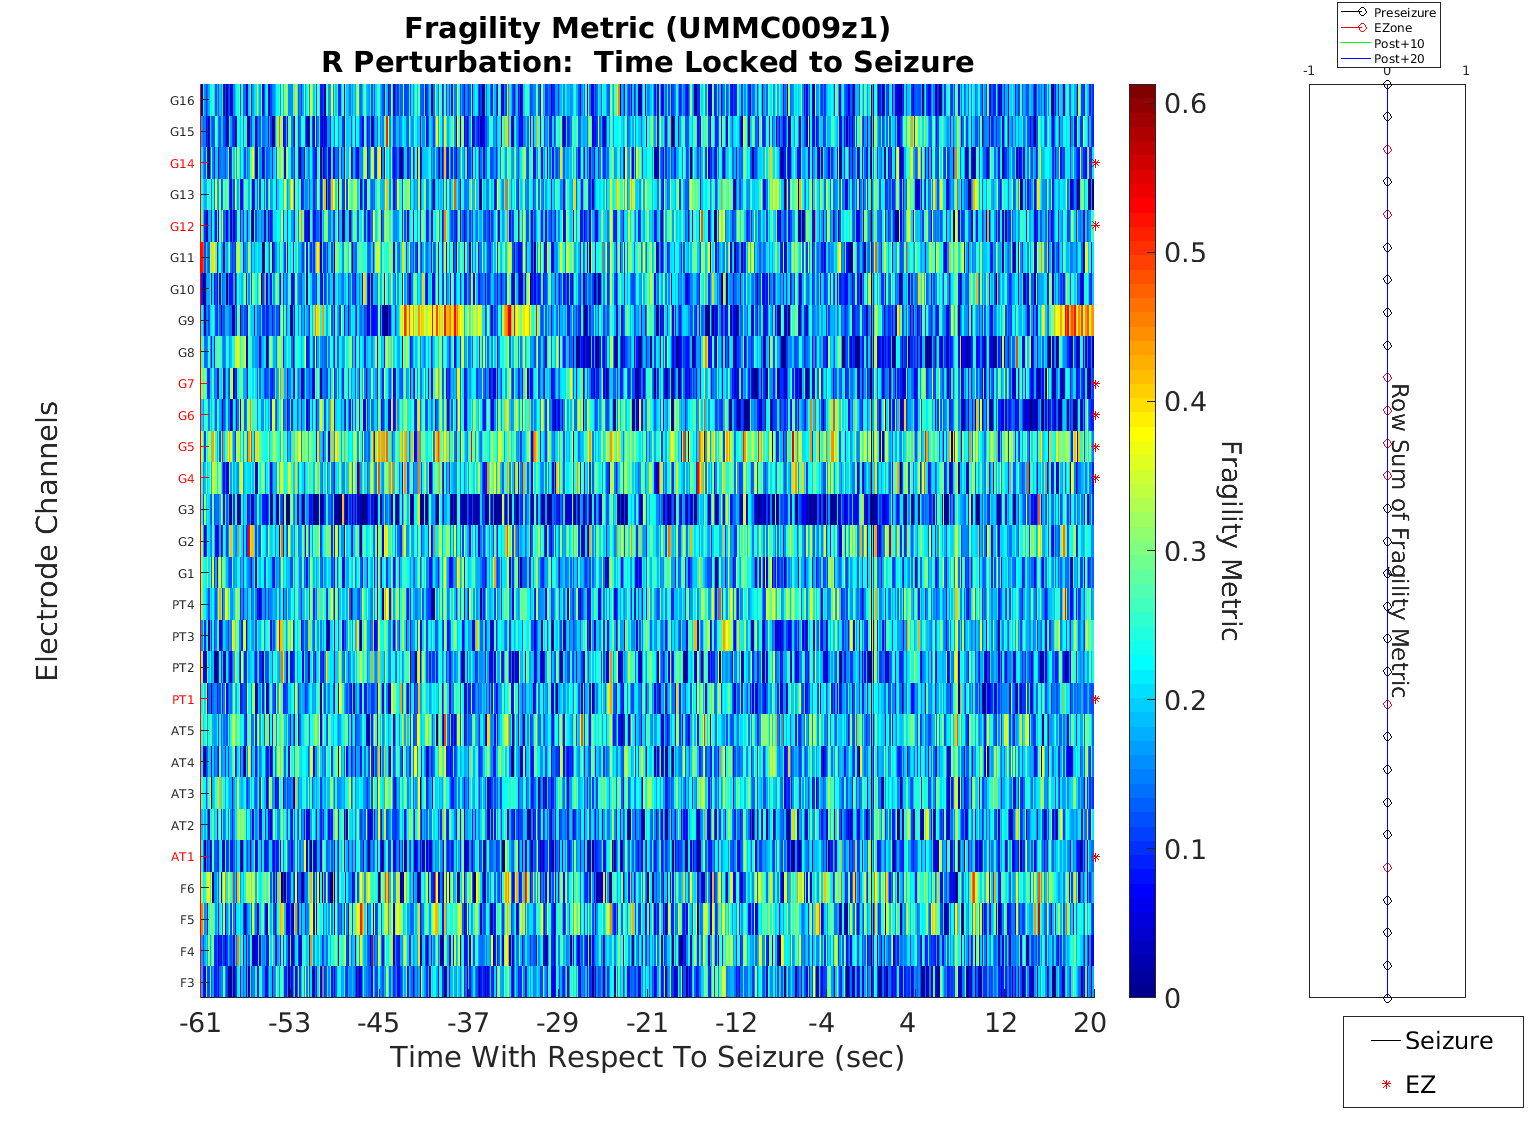 Fragility Metric (UMMC009z1)
R Perturbation:  Time Locked to Seizure
Electrode Channels
G16
G15
G14
G13
G12
G11
G10
G9
G8
G7
G6
G5
G4
G3
G2
G1
PT4
PT3
PT2
PT1
AT5
AT4
AT3
AT2
AT1
F6
F5
F4
F3
-61 -53 -45 -37 -29 -21 -12 -4 4 12 20
Time With Respect To Seizure (sec)
0.6
0.5
0.4
0.3
0.2
0.1
0
Fragility Metric
Preseizure
EZone
Post+10
Post+20
-1 0 1
Row Sum of Fragility Metric
Seizure
EZ